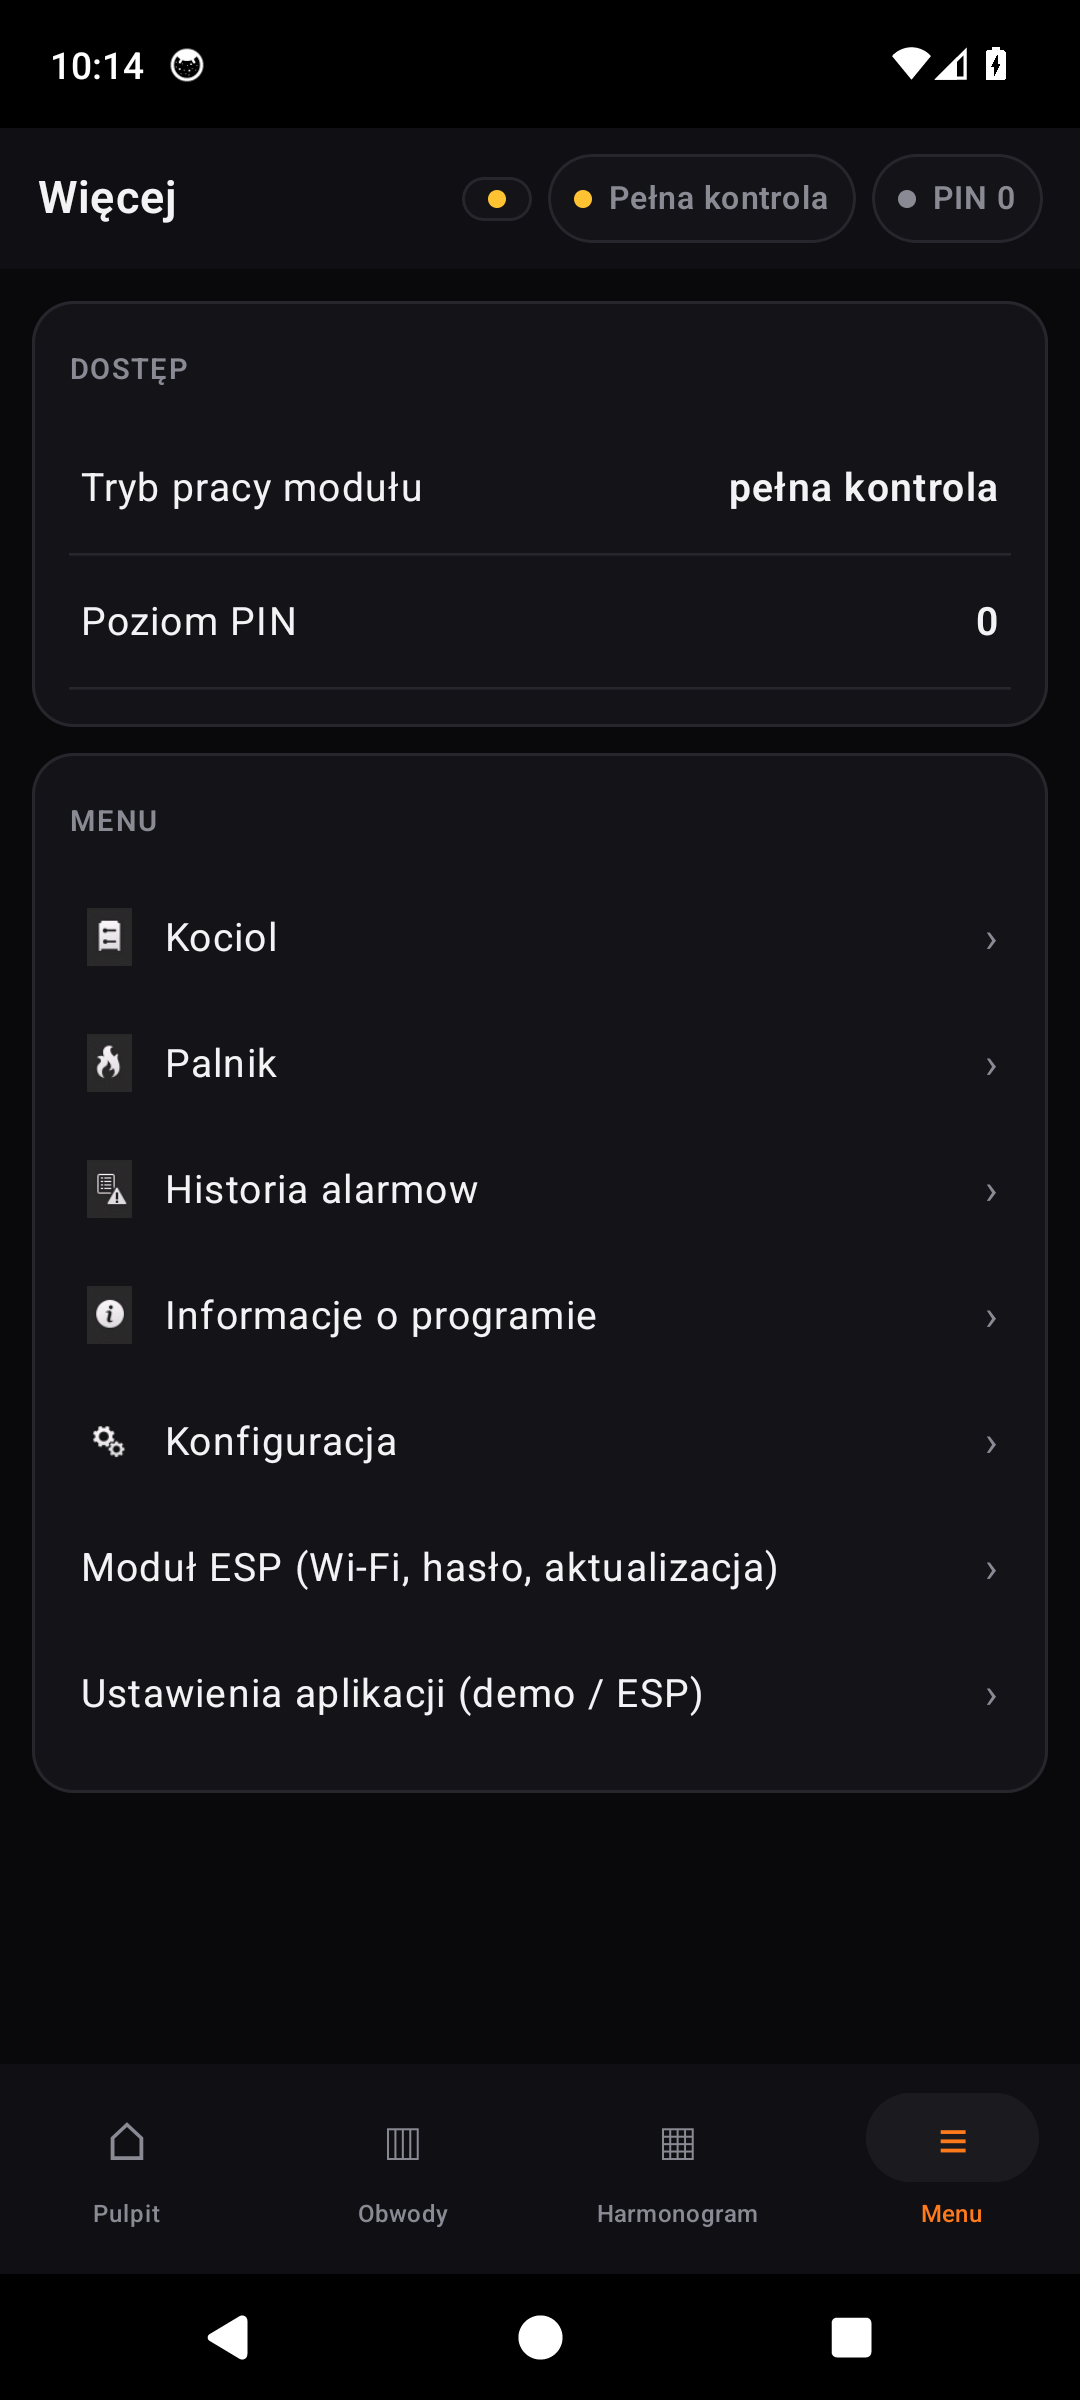 10:14
Więcej
Pełna kontrola
PIN 0
DOSTĘP
Tryb pracy modułu pełna kontrola
Poziom PIN 0
MENU
Kociol ›
Palnik ›
Historia alarmow ›
Informacje o programie ›
Konfiguracja ›
Moduł ESP (Wi-Fi, hasło, aktualizacja) ›
Ustawienia aplikacji (demo / ESP) ›
Pulpit
Obwody
Harmonogram
Menu